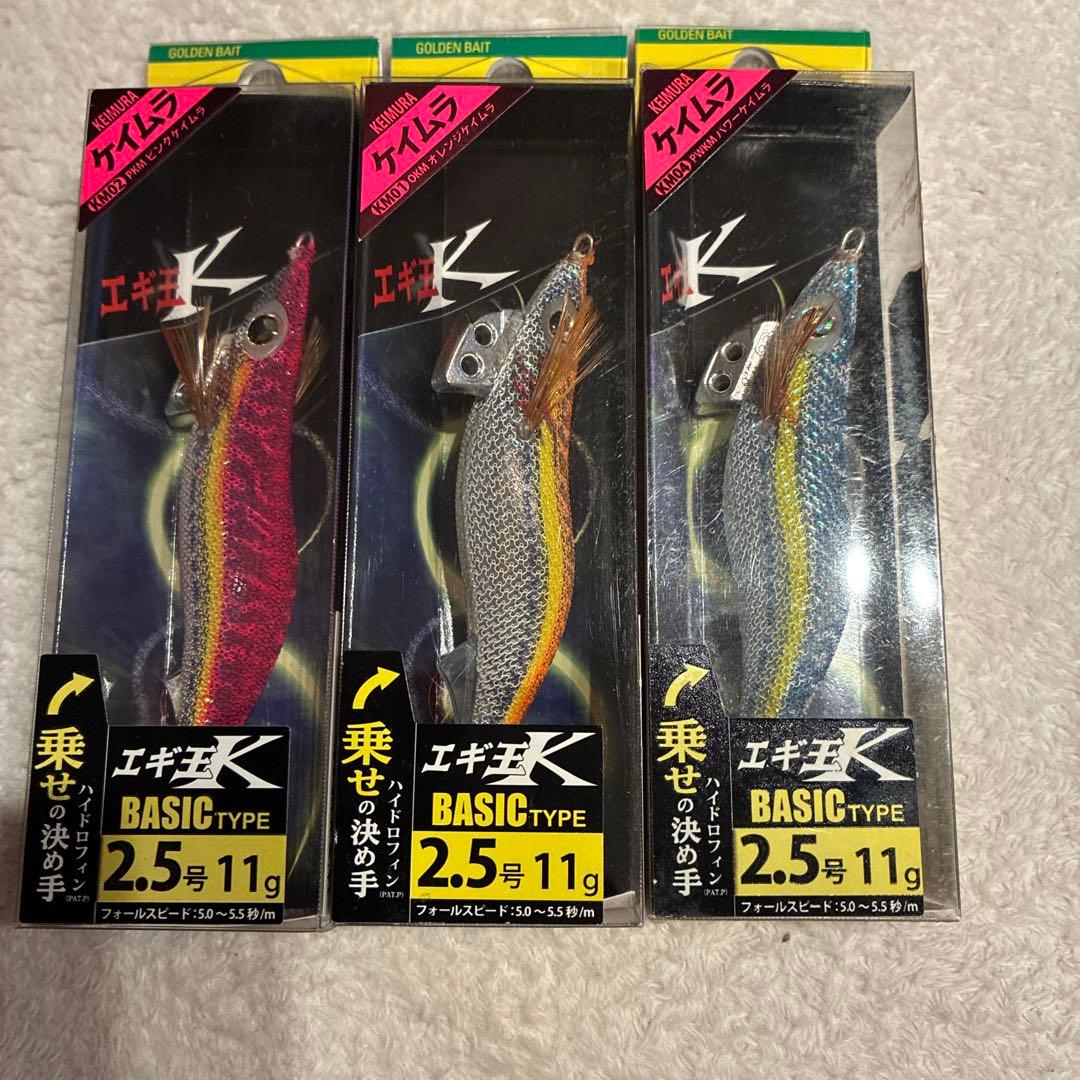 GOLDEN BAIT
KEIMURA
ケイムラ
KM02 PKM ピンクケイムラ
エギ王K
乗せの決め手
ハイドロフィン
(PAT.P)
エギ王K
BASIC TYPE
2.5号 11g
フォールスピード:5.0～5.5秒/m
GOLDEN BAIT
KEIMURA
ケイムラ
KM01 OKM オレンジケイムラ
エギ王K
乗せの決め手
ハイドロフィン
(PAT.P)
エギ王K
BASIC TYPE
2.5号 11g
フォールスピード:5.0～5.5秒/m
GOLDEN BAIT
KEIMURA
ケイムラ
KM04 PWKM パワーケイムラ
エギ王K
乗せの決め手
ハイドロフィン
(PAT.P)
エギ王K
BASIC TYPE
2.5号 11g
フォールスピード:5.0～5.5秒/m